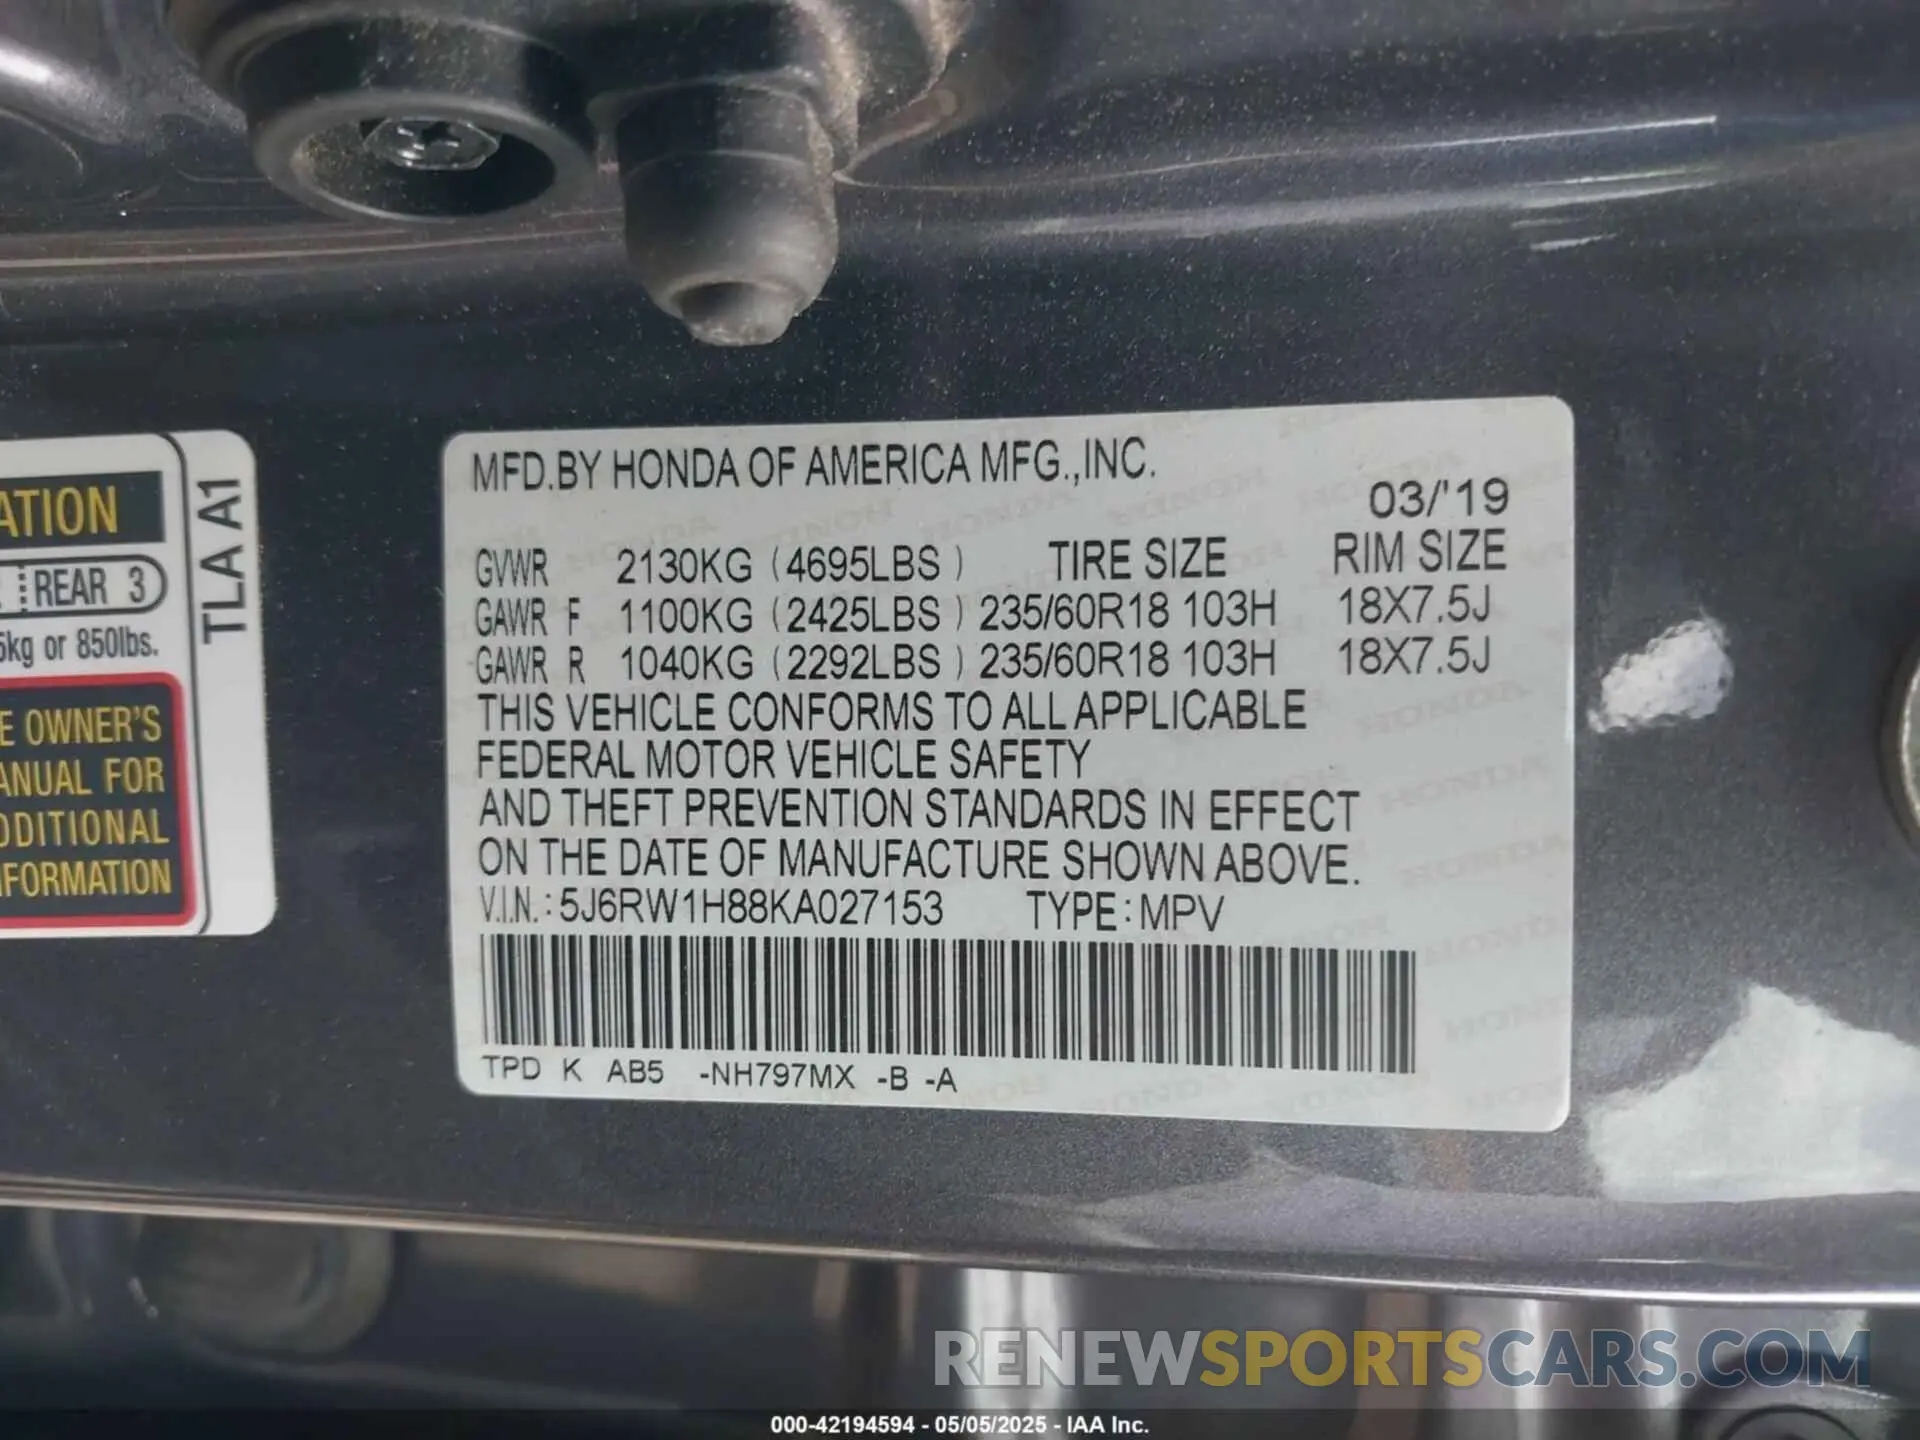 MFD.BY HONDA OF AMERICA MFG.,INC.
03/'19
GVWR 2130KG (4695LBS) TIRE SIZE RIM SIZE
GAWR F 1100KG (2425LBS) 235/60R18 103H 18X7.5J
GAWR R 1040KG (2292LBS) 235/60R18 103H 18X7.5J
THIS VEHICLE CONFORMS TO ALL APPLICABLE
FEDERAL MOTOR VEHICLE SAFETY
AND THEFT PREVENTION STANDARDS IN EFFECT
ON THE DATE OF MANUFACTURE SHOWN ABOVE.
V.I.N.: 5J6RW1H88KA027153 TYPE: MPV
TPD K AB5 -NH797MX -B -A
ATION
REAR 3
5kg or 850lbs.
E OWNER'S
ANUAL FOR
DDITIONAL
FORMATION
TLA A1
RENEWSPORTSCARS.COM
000-42194594 - 05/05/2025 - IAA Inc.